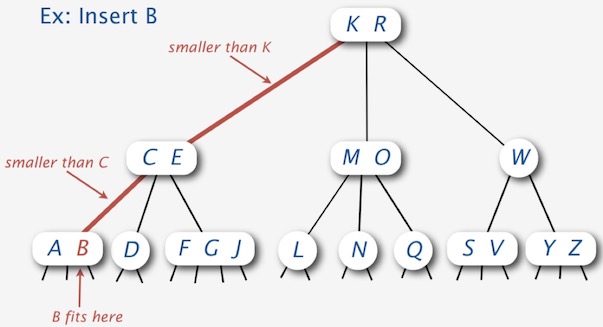 Ex: Insert B
K R
smaller than K
C E
M O
W
smaller than C
A B
D
F G J
L
N
Q
S V
Y Z
B fits here